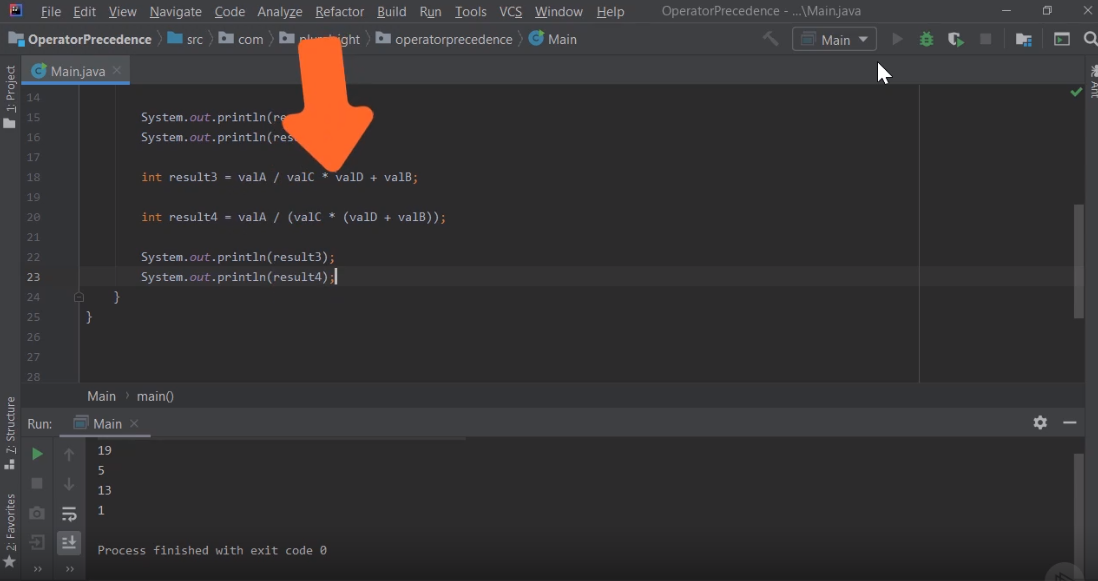 File Edit View Navigate Code Analyze Refactor Build Run Tools VCS Window Help OperatorPrecedence - ...\Main.java
OperatorPrecedence src com operatorprecedence Main Main
1: Project
Main.java
Ant
14
15 System.out.println(
16 System.out.println(
17
18 int result3 = valA / valC * valD + valB;
19
20 int result4 = valA / (valC * (valD + valB));
21
22 System.out.println(result3);
23 System.out.println(result4);
24 }
25 }
26
27
28
Main main()
7: Structure
2: Favorites
Run: Main
19
5
13
1
Process finished with exit code 0